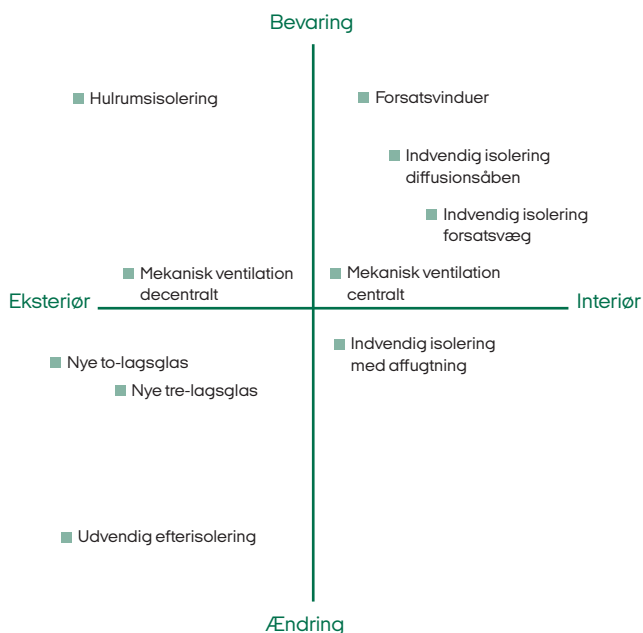 Bevaring
Hulrumsisolering
Forsatsvinduer
Indvendig isolering
diffusionsåben
Indvendig isolering
forsatsvæg
Mekanisk ventilation
decentralt
Mekanisk ventilation
centralt
Eksteriør
Interiør
Indvendig isolering
med affugtning
Nye to-lagsglas
Nye tre-lagsglas
Udvendig efterisolering
Ændring